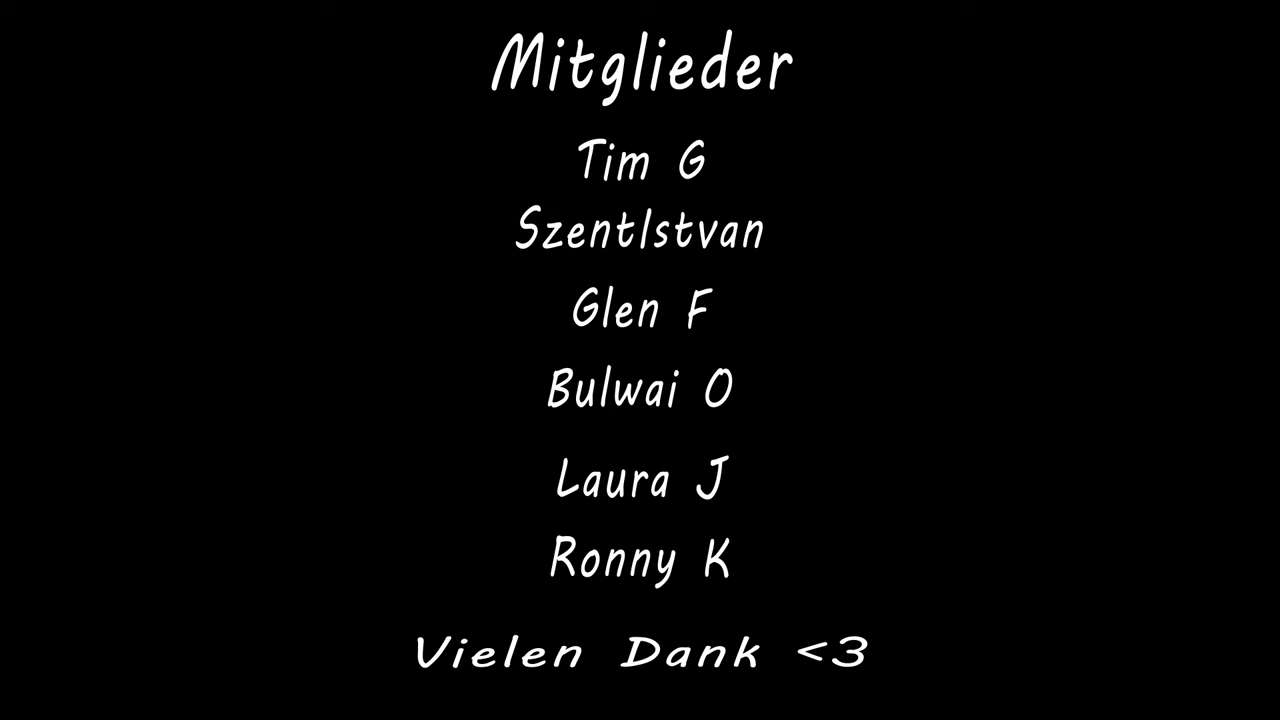 Mitglieder
Tim G
SzentIstvan
Glen F
Bulwai O
Laura J
Ronny K
Vielen Dank <3